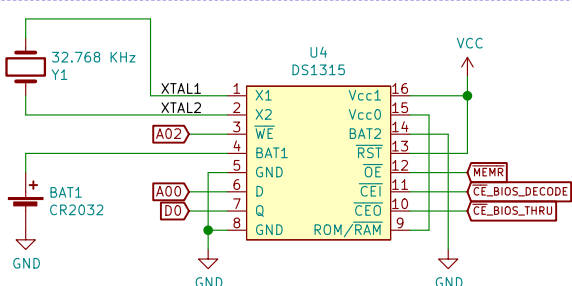 32.768 KHz
Y1
U4
DS1315
VCC
XTAL1
1
X1
Vcc1
16
XTAL2
2
X2
Vcc0
15
A02
3
WE
BAT2
14
4
BAT1
RST
13
5
GND
OE
12
MEMR
A00
6
D
CEI
11
CE_BIOS_DECODE
D0
7
Q
CEO
10
CE_BIOS_THRU
8
GND
ROM/RAM
9
+
BAT1
CR2032
GND
GND
GND